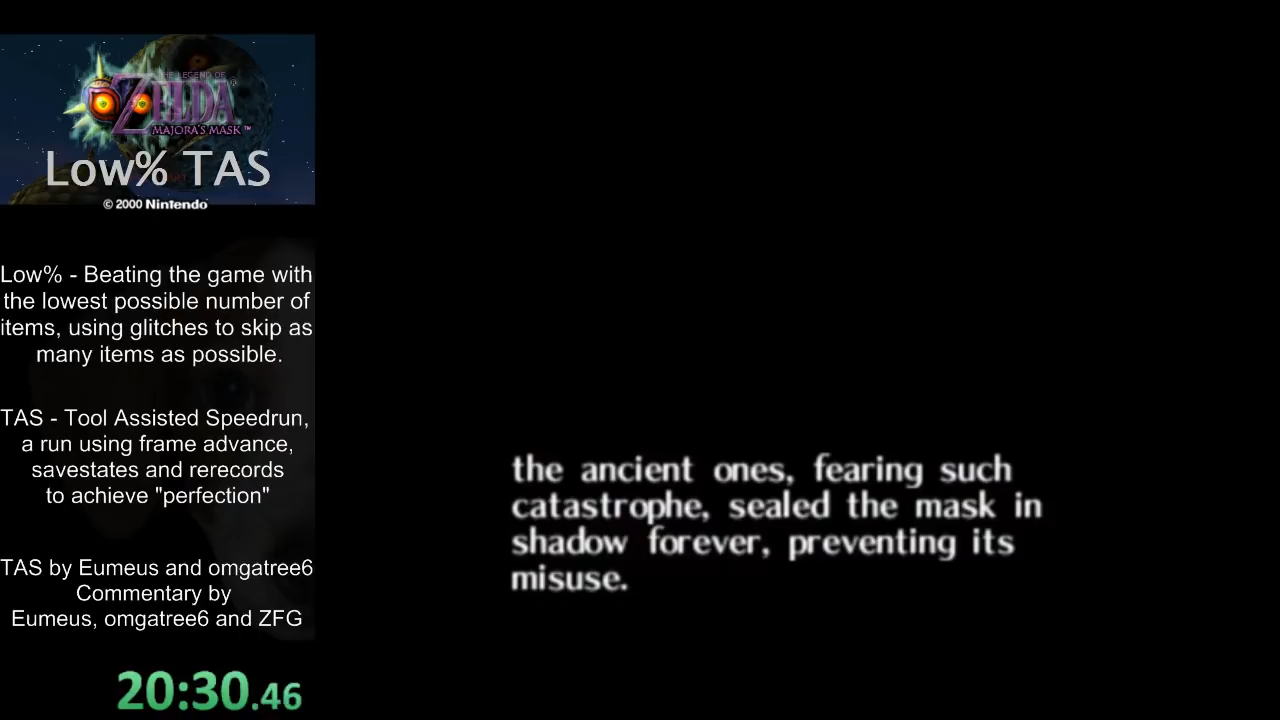 THE LEGEND OF
ZELDA
MAJORA'S MASK™
Low% TAS
© 2000 Nintendo
Low% - Beating the game with
the lowest possible number of
items, using glitches to skip as
many items as possible.
TAS - Tool Assisted Speedrun,
a run using frame advance,
savestates and rerecords
to achieve "perfection"
TAS by Eumeus and omgatree6
Commentary by
Eumeus, omgatree6 and ZFG
20:30.46
the ancient ones, fearing such
catastrophe, sealed the mask in
shadow forever, preventing its
misuse.